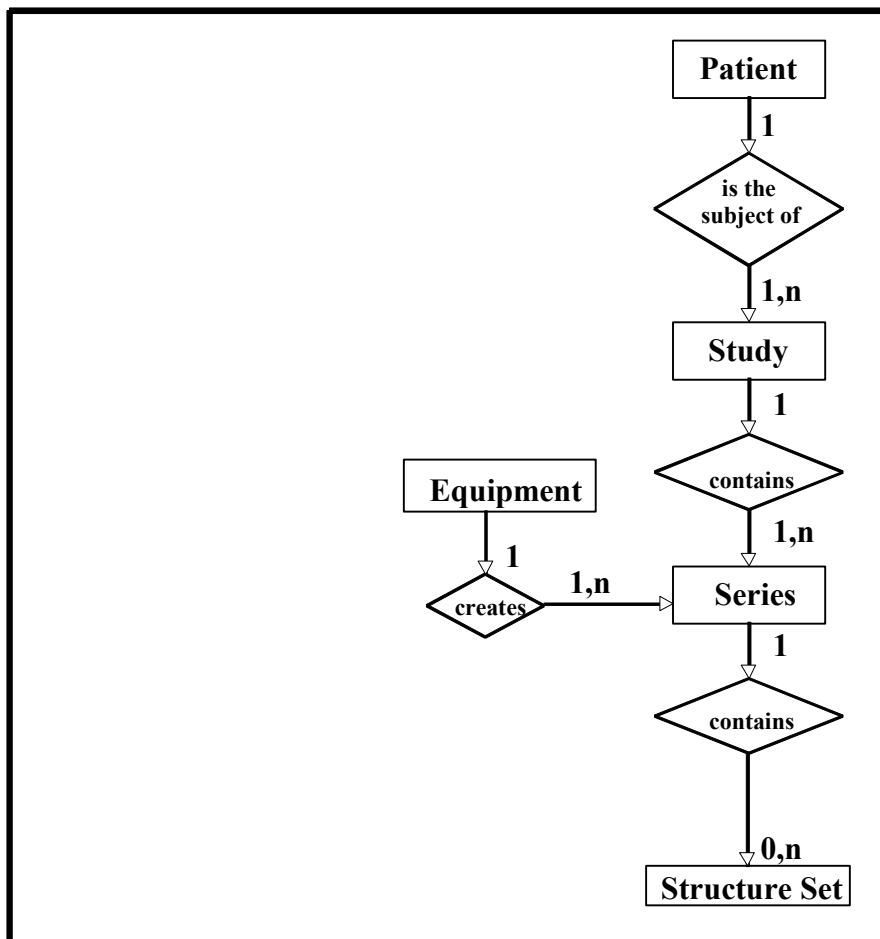 Patient
1
is the
subject of
1,n
Study
1
contains
1,n
Equipment
1
creates
1,n
Series
1
contains
0,n
Structure Set